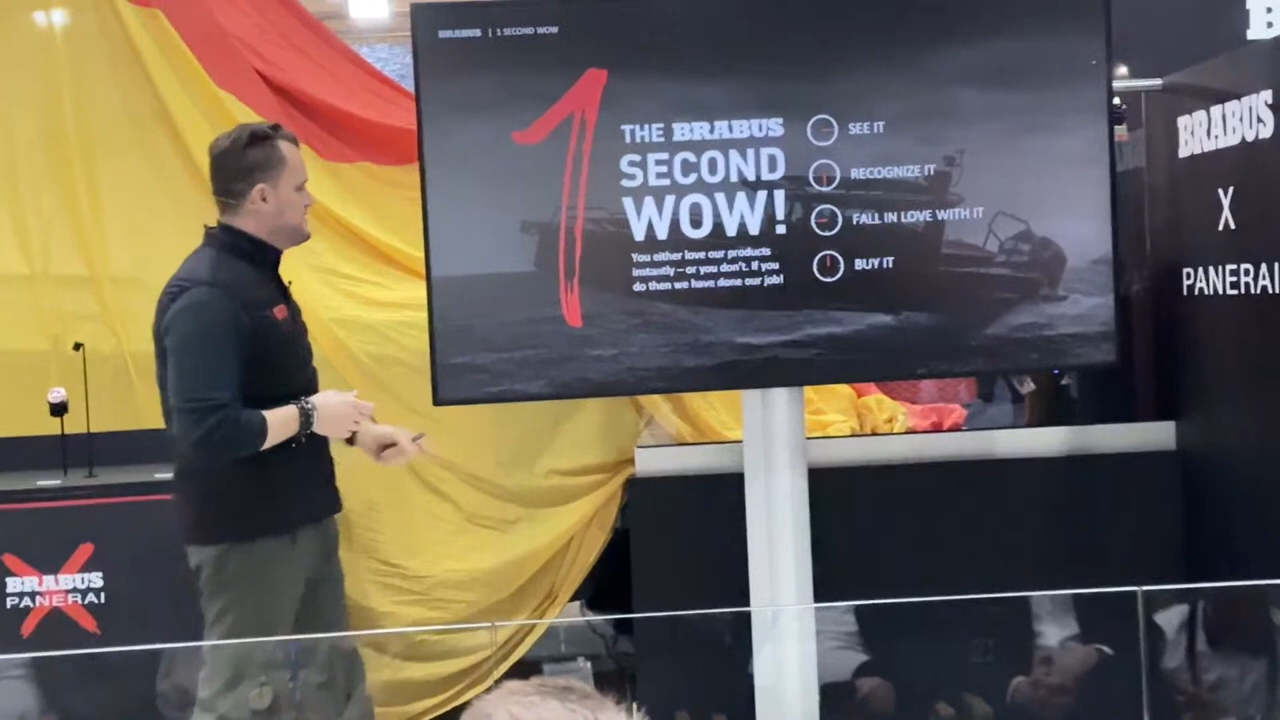 BRABUS | 1 SECOND WOW
1
THE BRABUS
SECOND
WOW!
You either love our products
instantly – or you don't. If you
do then we have done our job!
SEE IT
RECOGNIZE IT
FALL IN LOVE WITH IT
BUY IT
B
BRABUS
X
PANERAI
BRABUS
PANERAI